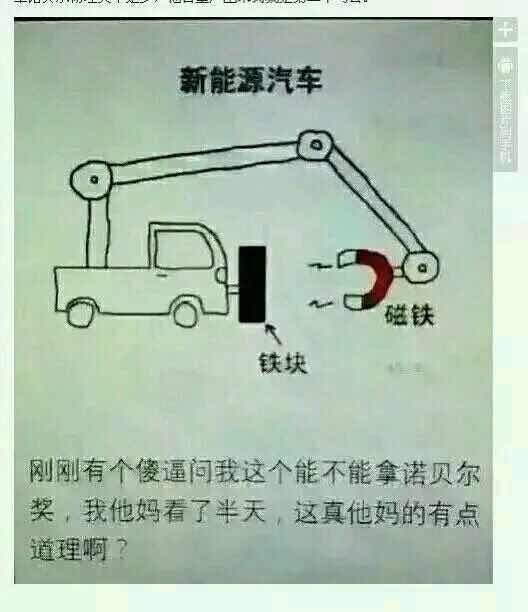 新能源汽车
磁铁
铁块
刚刚有个傻逼问我这个能不能拿诺贝尔
奖，我他妈看了半天，这真他妈的有点
道理啊？